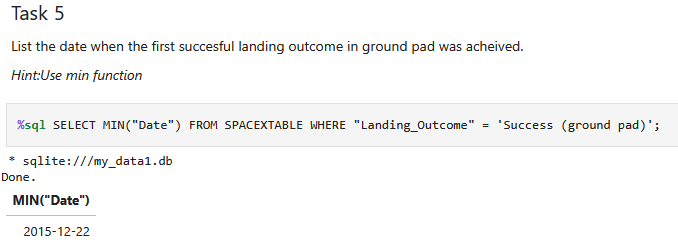 Task 5
List the date when the first succesful landing outcome in ground pad was acheived.
Hint:Use min function
%sql SELECT MIN("Date") FROM SPACEXTABLE WHERE "Landing_Outcome" = 'Success (ground pad)';
* sqlite:///my_data1.db
Done.
MIN("Date")
2015-12-22